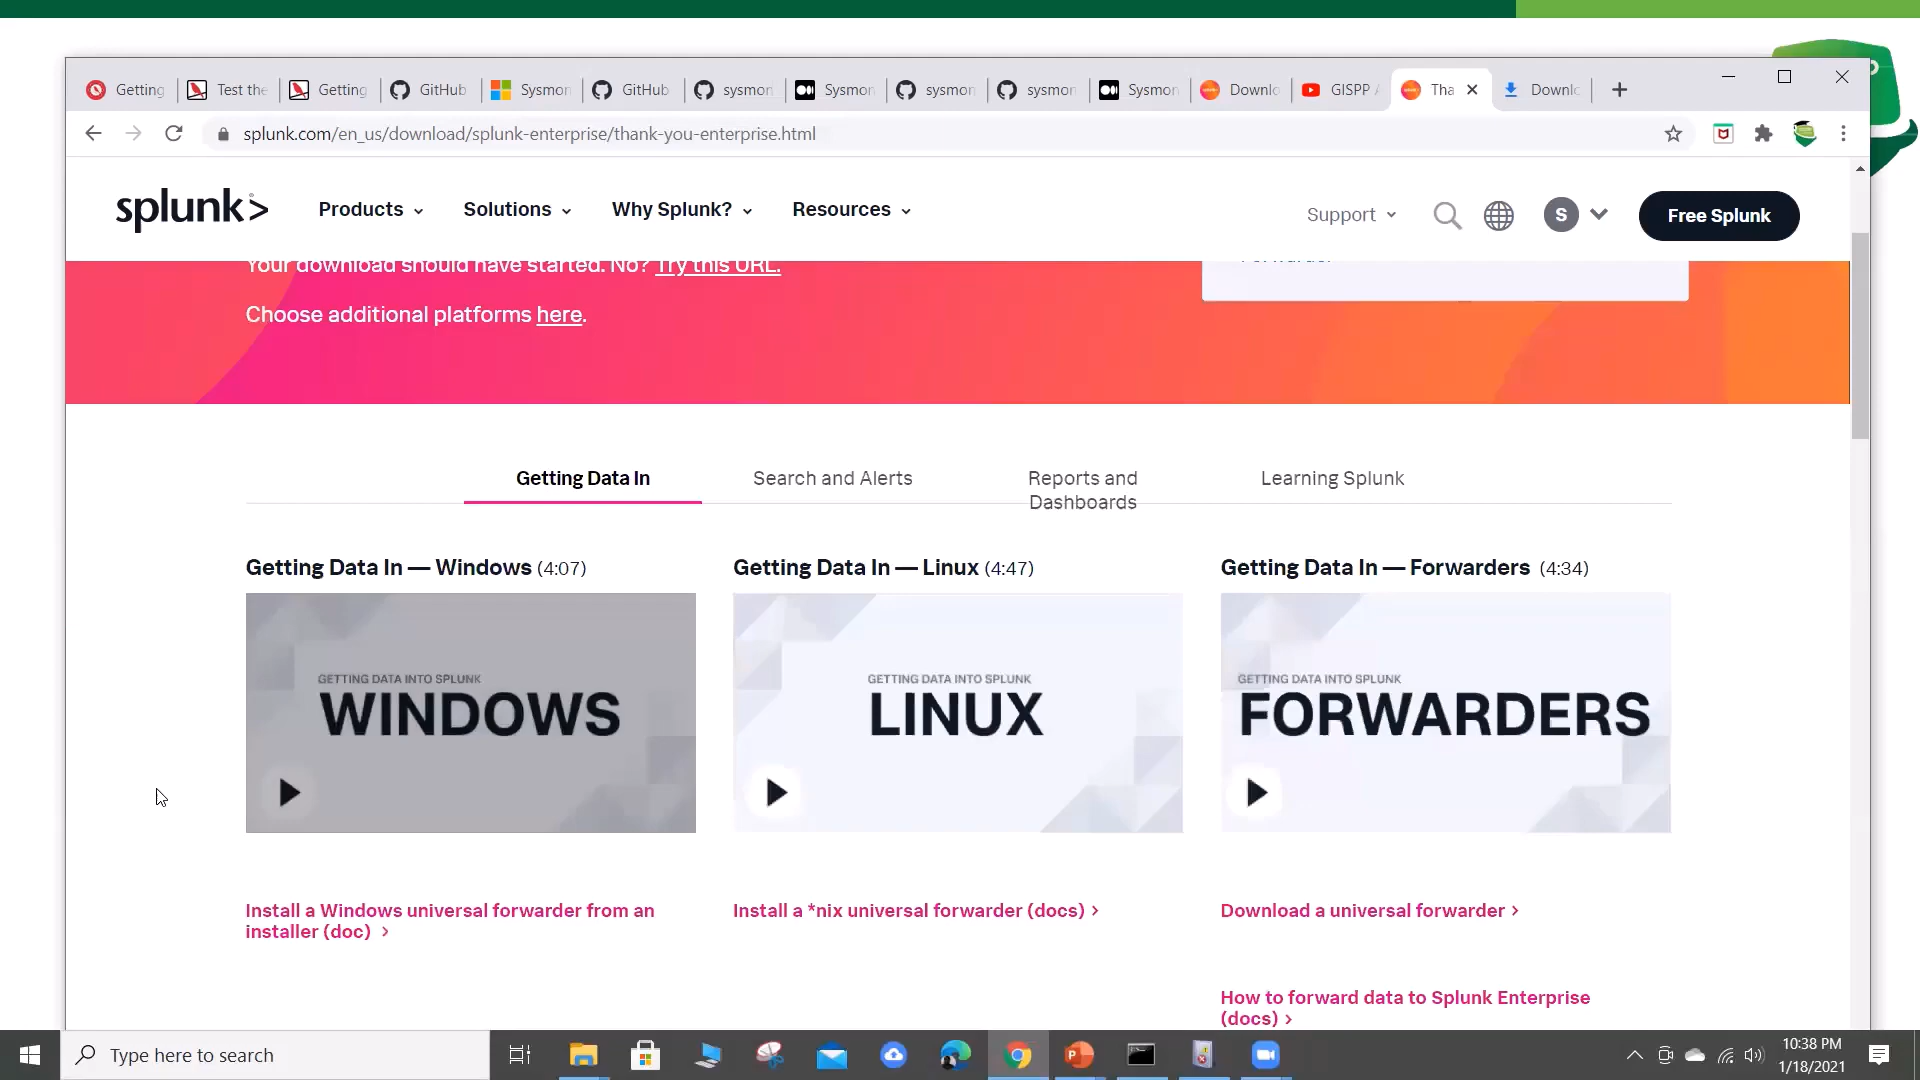 Getting
Test the
Getting
GitHub
Sysmon
GitHub
sysmon
Sysmon
sysmon
sysmon
Sysmon
Downlo
GISPP
Tha
Downlo
splunk.com/en_us/download/splunk-enterprise/thank-you-enterprise.html
splunk>
Products
Solutions
Why Splunk?
Resources
Support
S
Free Splunk
Your download should have started. No? Try this URL.
Choose additional platforms here.
Getting Data In
Search and Alerts
Reports and
Dashboards
Learning Splunk
Getting Data In — Windows (4:07)
Getting Data In — Linux (4:47)
Getting Data In — Forwarders (4:34)
GETTING DATA INTO SPLUNK
WINDOWS
GETTING DATA INTO SPLUNK
LINUX
GETTING DATA INTO SPLUNK
FORWARDERS
Install a Windows universal forwarder from an
installer (doc) >
Install a *nix universal forwarder (docs) >
Download a universal forwarder >
How to forward data to Splunk Enterprise
(docs) >
Type here to search
10:38 PM
1/18/2021